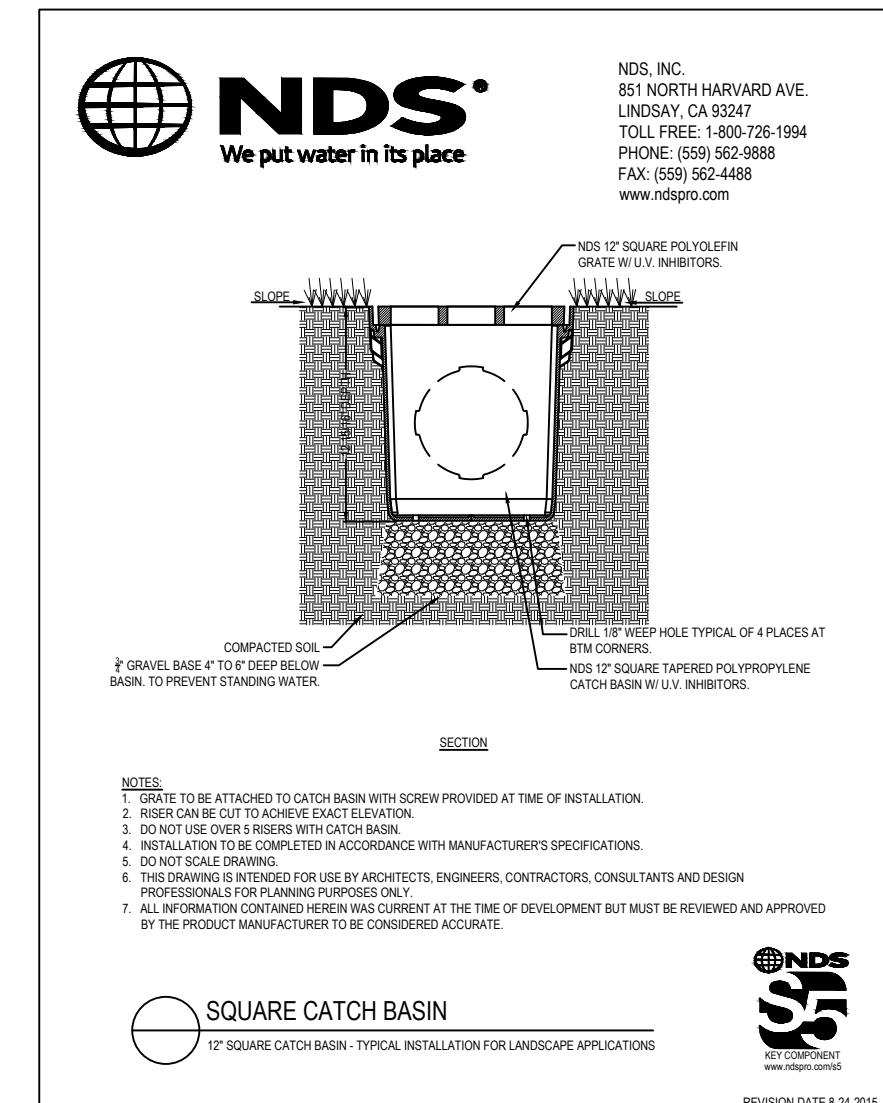 NDS®
We put water in its place
NDS, INC.
851 NORTH HARVARD AVE.
LINDSAY, CA 93247
TOLL FREE: 1-800-726-1994
PHONE: (559) 562-9888
FAX: (559) 562-4488
www.ndspro.com
NDS 12" SQUARE POLYOLEFIN
GRATE W/ U.V. INHIBITORS.
SLOPE
SLOPE
DEPTH
COMPACTED SOIL
3/4" GRAVEL BASE 4" TO 6" DEEP BELOW
BASIN. TO PREVENT STANDING WATER.
DRILL 1/8" WEEP HOLE TYPICAL OF 4 PLACES AT
BTM CORNERS.
NDS 12" SQUARE TAPERED POLYPROPYLENE
CATCH BASIN W/ U.V. INHIBITORS.
SECTION
NOTES:
1. GRATE TO BE ATTACHED TO CATCH BASIN WITH SCREW PROVIDED AT TIME OF INSTALLATION.
2. RISER CAN BE CUT TO ACHIEVE EXACT ELEVATION.
3. DO NOT USE OVER 5 RISERS WITH CATCH BASIN.
4. INSTALLATION TO BE COMPLETED IN ACCORDANCE WITH MANUFACTURER'S SPECIFICATIONS.
5. DO NOT SCALE DRAWING.
6. THIS DRAWING IS INTENDED FOR USE BY ARCHITECTS, ENGINEERS, CONTRACTORS, CONSULTANTS AND DESIGN
PROFESSIONALS FOR PLANNING PURPOSES ONLY.
7. ALL INFORMATION CONTAINED HEREIN WAS CURRENT AT THE TIME OF DEVELOPMENT BUT MUST BE REVIEWED AND APPROVED
BY THE PRODUCT MANUFACTURER TO BE CONSIDERED ACCURATE.
SQUARE CATCH BASIN
12" SQUARE CATCH BASIN - TYPICAL INSTALLATION FOR LANDSCAPE APPLICATIONS
NDS
S5
KEY COMPONENT
www.ndspro.com/s5
REVISION DATE 8-24-2015